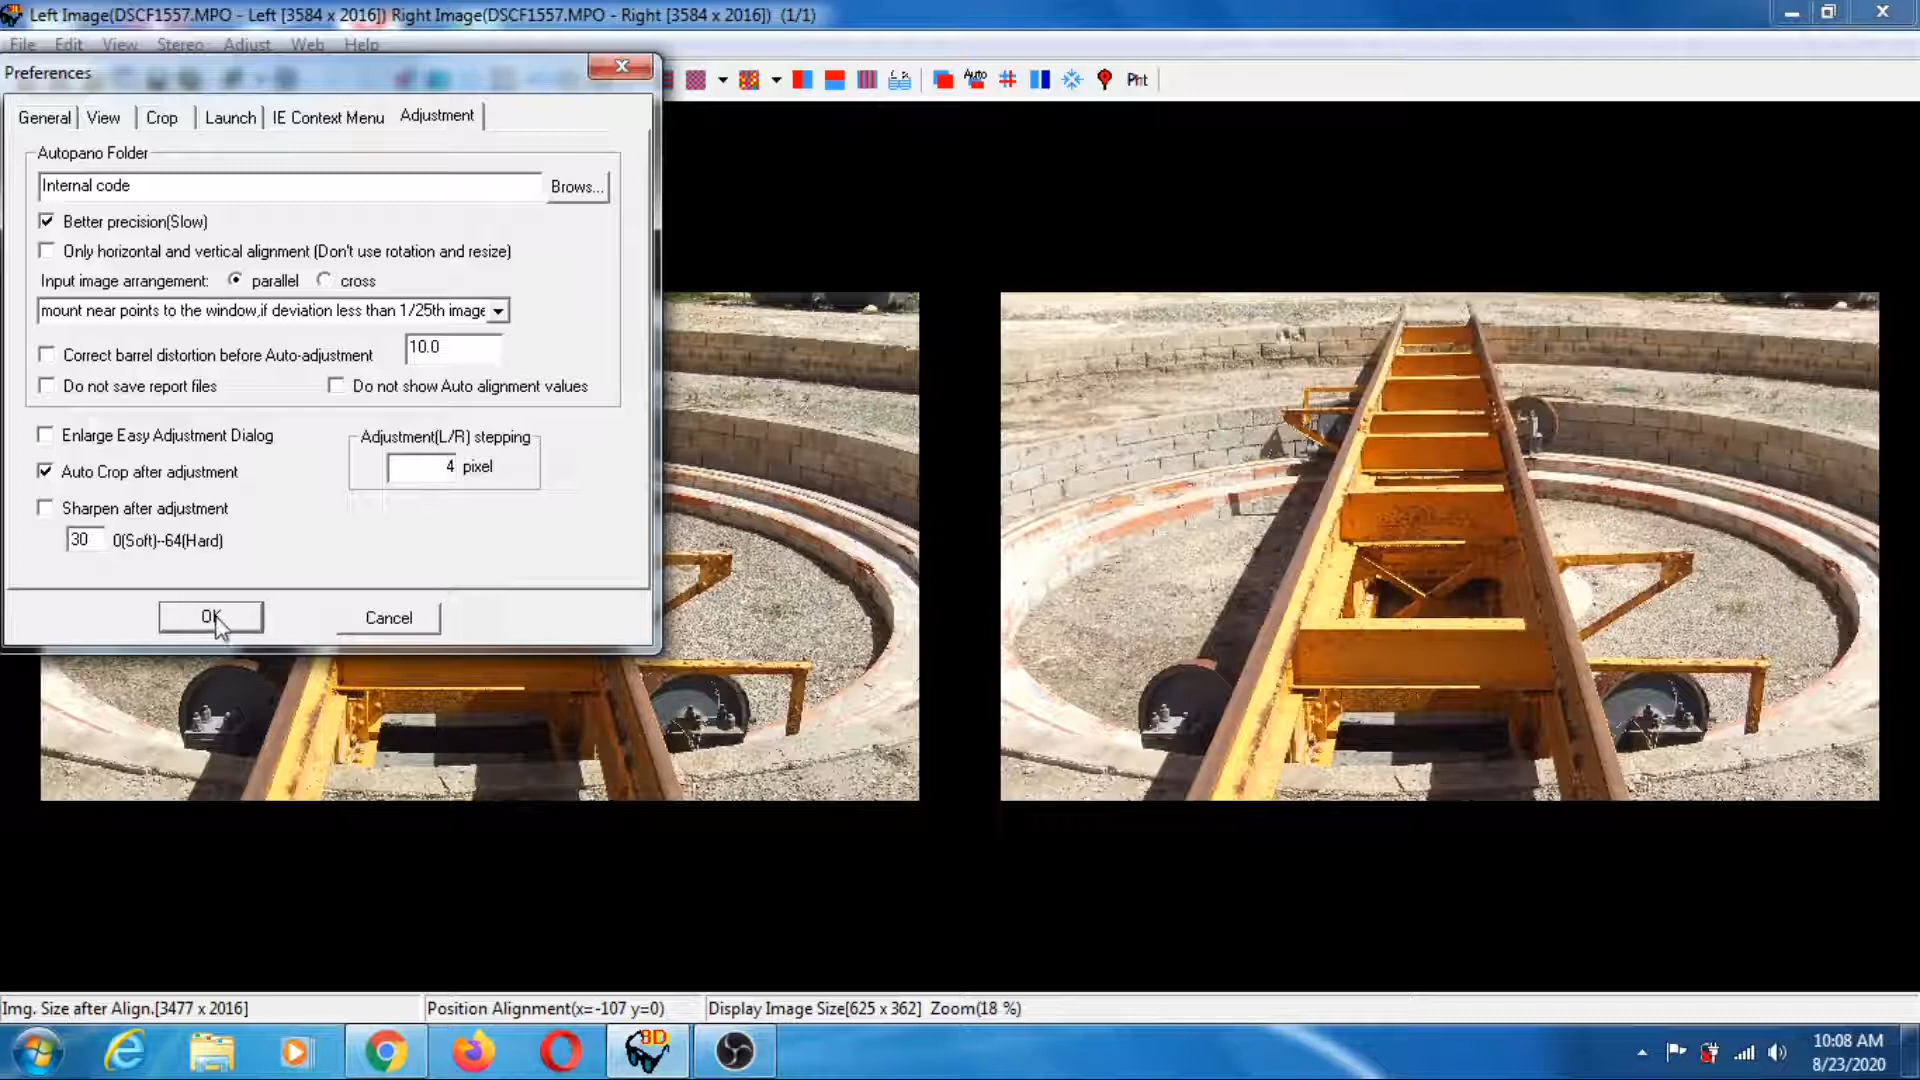 Left Image(DSCF1557.MPO - Left [3584 x 2016]) Right Image(DSCF1557.MPO - Right [3584 x 2016]) (1/1)
File Edit View Stereo Adjust Web Help
Preferences
Auto
Pht
General View Crop Launch IE Context Menu Adjustment
Autopano Folder
Internal code Brows...
Better precision(Slow)
Only horizontal and vertical alignment (Don't use rotation and resize)
Input image arrangement: parallel cross
mount near points to the window,if deviation less than 1/25th image
Correct barrel distortion before Auto-adjustment 10.0
Do not save report files Do not show Auto alignment values
Enlarge Easy Adjustment Dialog Adjustment(L/R) stepping
Auto Crop after adjustment 4 pixel
Sharpen after adjustment
30 0(Soft)--64(Hard)
OK Cancel
Img. Size after Align.[3477 x 2016] Position Alignment(x=-107 y=0) Display Image Size[625 x 362] Zoom(18 %)
3D
10:08 AM
8/23/2020